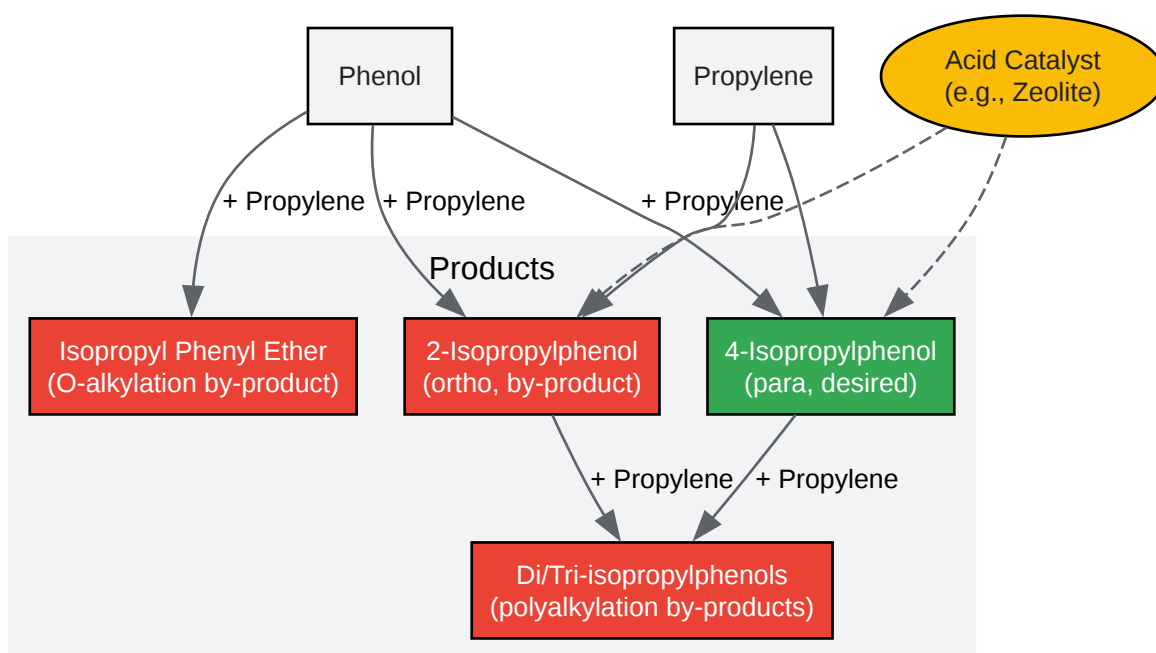 Phenol
Propylene
Acid Catalyst
(e.g., Zeolite)
+ Propylene
+ Propylene
+ Propylene
Products
Isopropyl Phenyl Ether
(O-alkylation by-product)
2-Isopropylphenol
(ortho, by-product)
4-Isopropylphenol
(para, desired)
+ Propylene
+ Propylene
Di/Tri-isopropylphenols
(polyalkylation by-products)